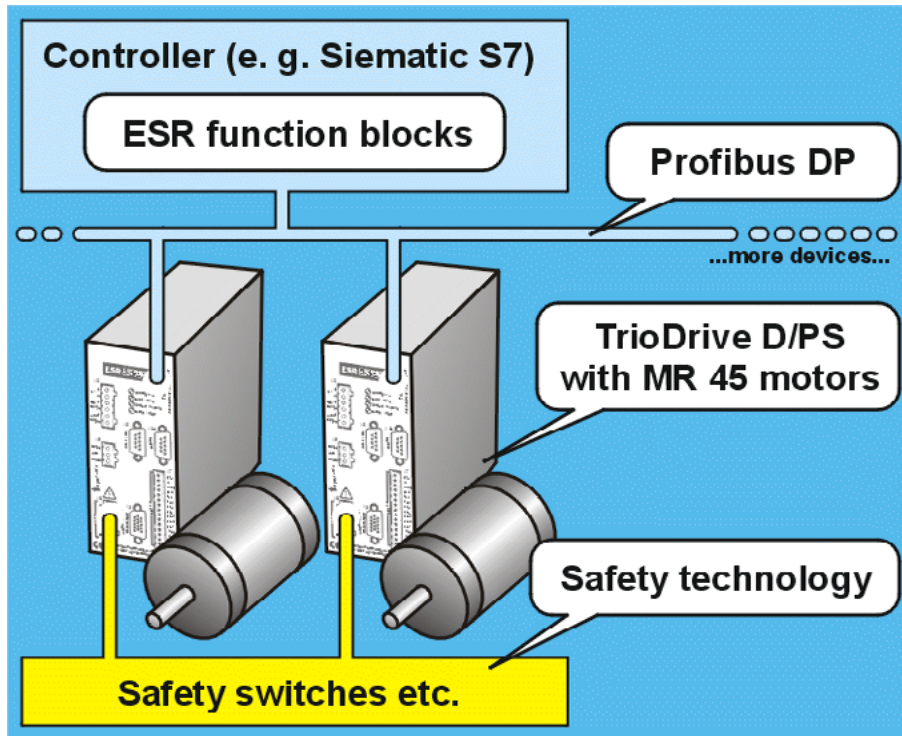 Controller (e. g. Siematic S7)
ESR function blocks
Profibus DP
...more devices...
TrioDrive D/PS
with MR 45 motors
Safety technology
Safety switches etc.